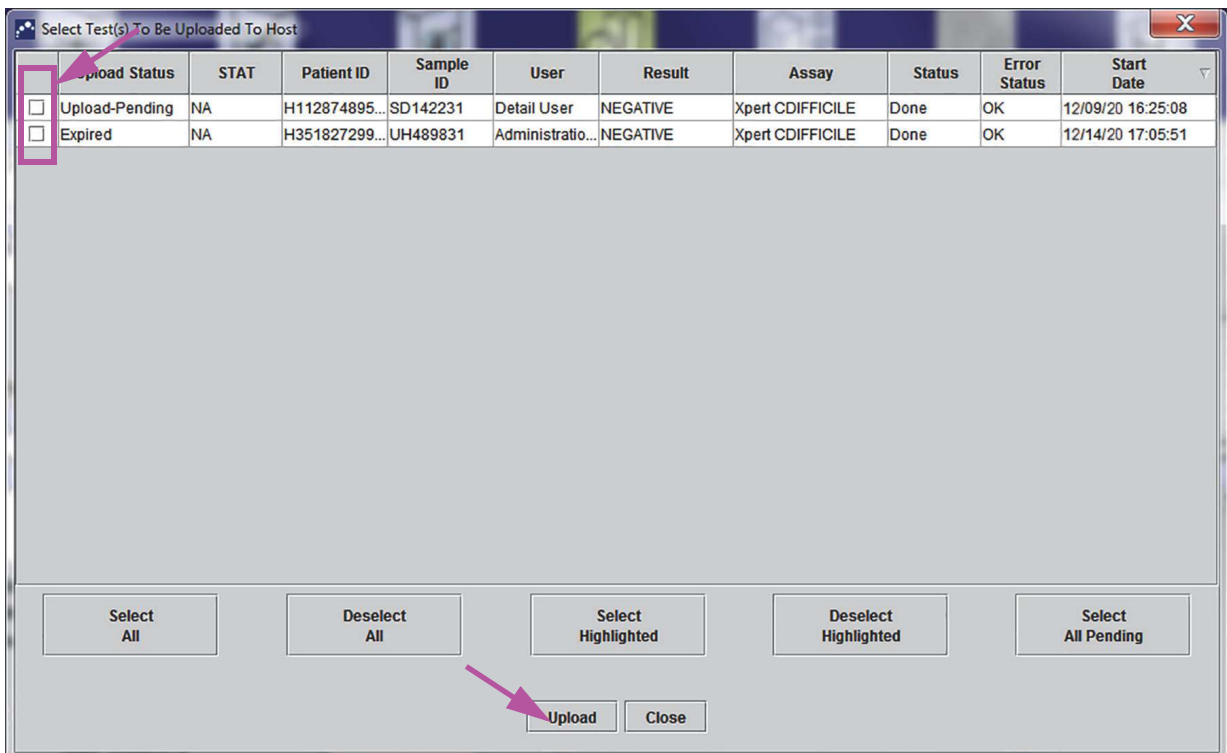 Select Test(s) To Be Uploaded To Host
Upload Status STAT Patient ID Sample ID User Result Assay Status Error Status Start Date
Upload-Pending NA H112874895... SD142231 Detail User NEGATIVE Xpert CDIFFICILE Done OK 12/09/20 16:25:08
Expired NA H351827299... UH489831 Administratio... NEGATIVE Xpert CDIFFICILE Done OK 12/14/20 17:05:51
Select All
Deselect All
Select Highlighted
Deselect Highlighted
Select All Pending
Upload
Close